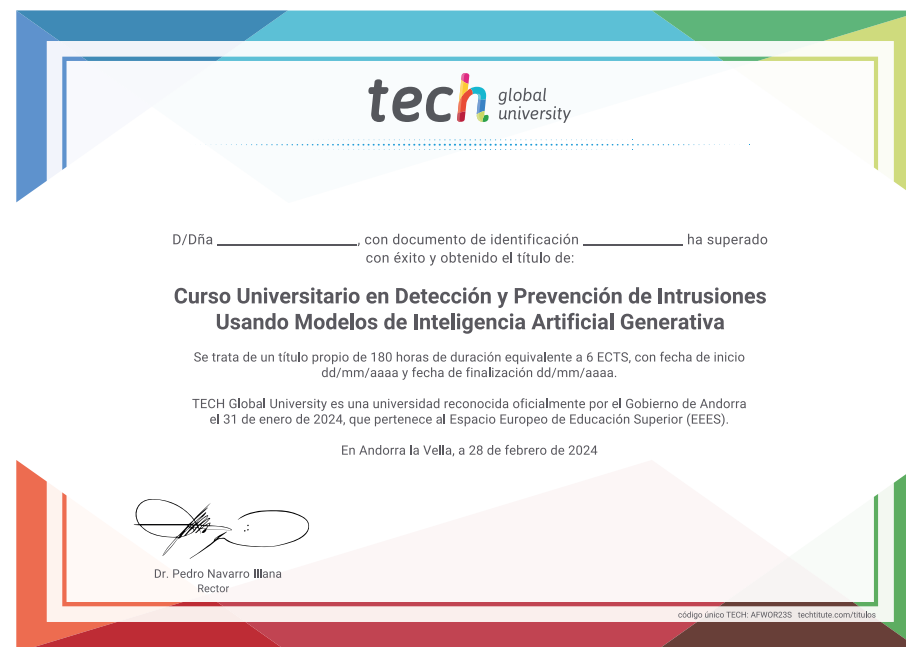 tech global university
D/Dña ____________________, con documento de identificación ______________ ha superado
con éxito y obtenido el título de:
Curso Universitario en Detección y Prevención de Intrusiones
Usando Modelos de Inteligencia Artificial Generativa
Se trata de un título propio de 180 horas de duración equivalente a 6 ECTS, con fecha de inicio
dd/mm/aaaa y fecha de finalización dd/mm/aaaa.
TECH Global University es una universidad reconocida oficialmente por el Gobierno de Andorra
el 31 de enero de 2024, que pertenece al Espacio Europeo de Educación Superior (EEES).
En Andorra la Vella, a 28 de febrero de 2024
Dr. Pedro Navarro Illana
Rector
código único TECH: AFWOR23S techtitute.com/titulos